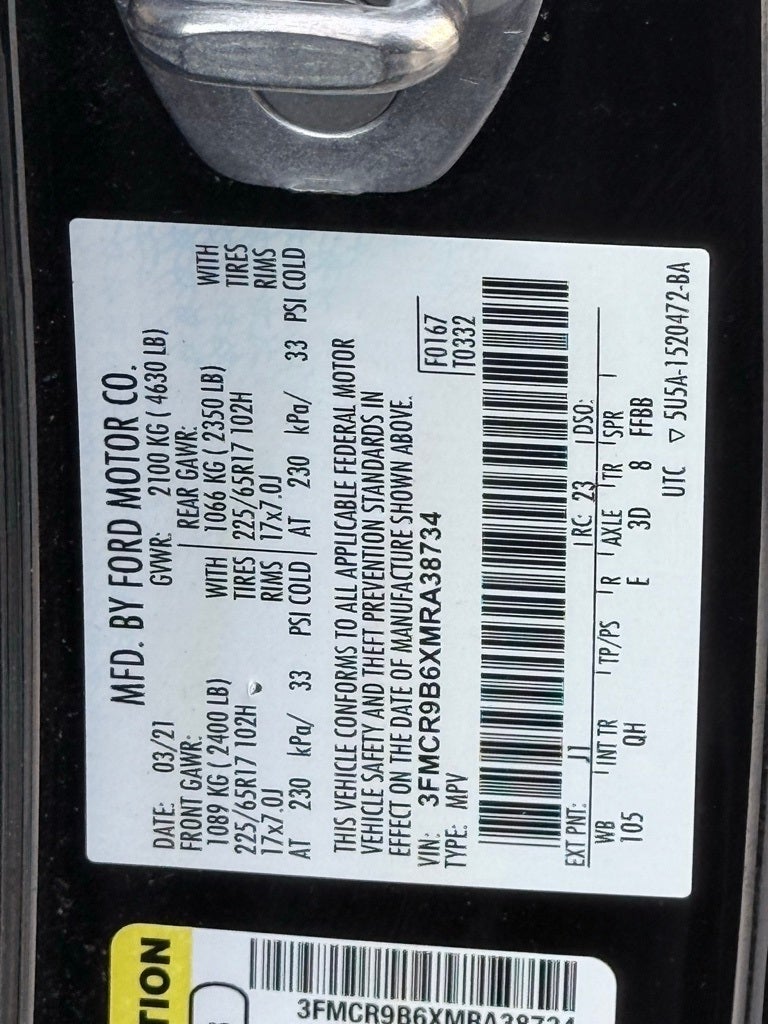 MFD. BY FORD MOTOR CO.
DATE: 03/21 GVWR: 2100 KG ( 4630 LB)
FRONT GAWR: REAR GAWR:
1089 KG ( 2400 LB) WITH 1066 KG ( 2350 LB) WITH
225/65R17 102H TIRES 225/65R17 102H TIRES
17x7.0J RIMS 17x7.0J RIMS
AT 230 kPa/ 33 PSI COLD AT 230 kPa/ 33 PSI COLD
THIS VEHICLE CONFORMS TO ALL APPLICABLE FEDERAL MOTOR
VEHICLE SAFETY AND THEFT PREVENTION STANDARDS IN
EFFECT ON THE DATE OF MANUFACTURE SHOWN ABOVE.
VIN: 3FMCR9B6XMRA38734 F0167
TYPE: MPV T0332
EXT PNT: J1 RC: 23 DSO:
WB INT TR TP/PS R AXLE TR SPR
105 QH E 3D 8 FFBB
UTC ▽ 5U5A-1520472-BA
TION
3FMCR9B6XMRA38734